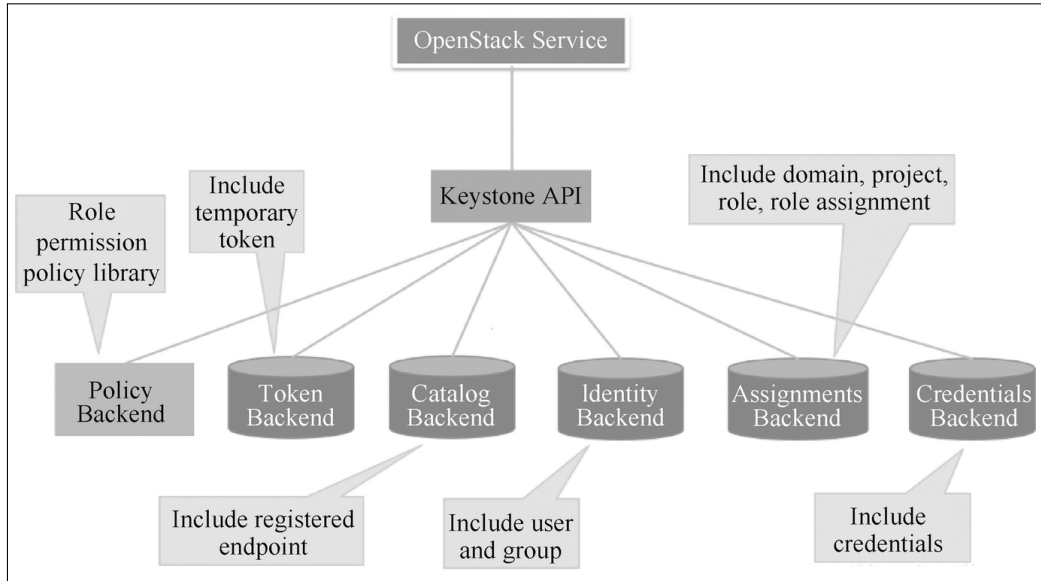 OpenStack Service
Keystone API
Include
temporary
token
Include domain, project,
role, role assignment
Role
permission
policy library
Policy
Backend
Token
Backend
Catalog
Backend
Identity
Backend
Assignments
Backend
Credentials
Backend
Include registered
endpoint
Include user
and group
Include
credentials